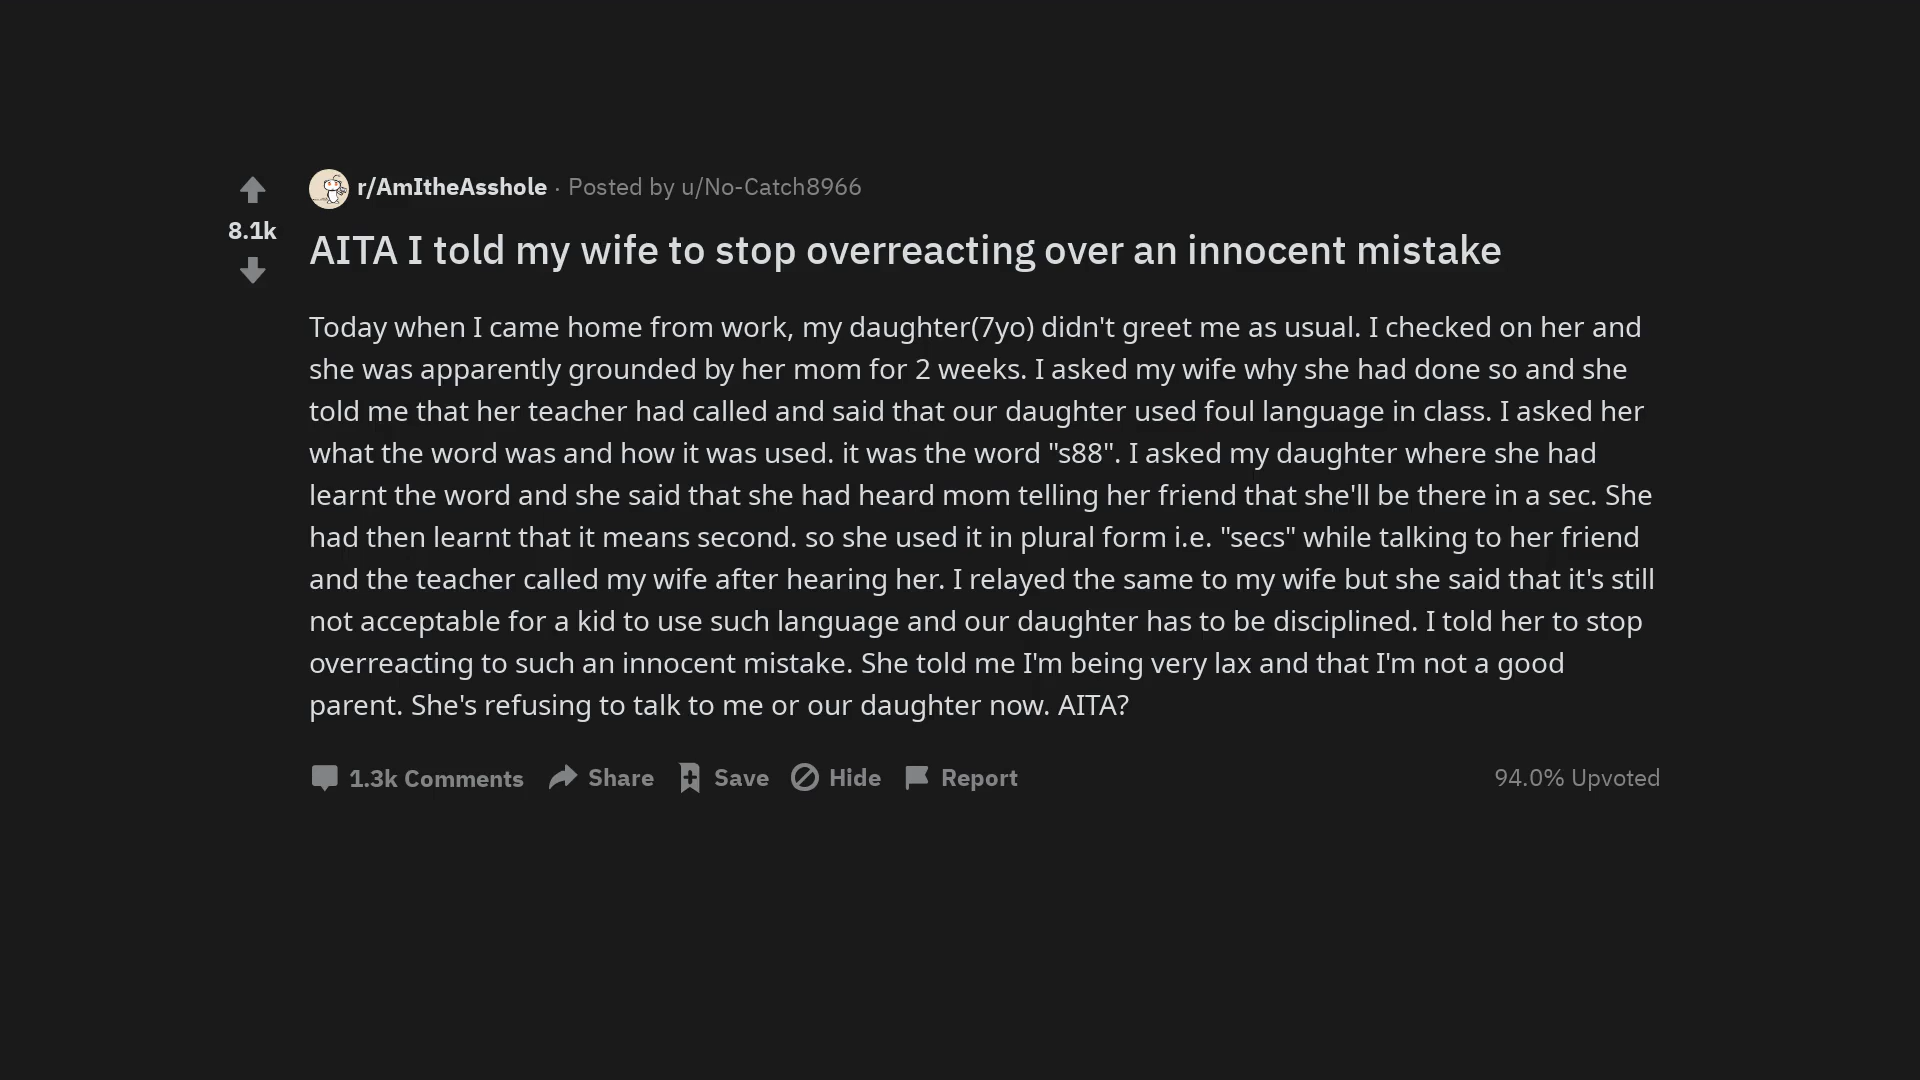 r/AmItheAsshole · Posted by u/No-Catch8966
8.1k
AITA I told my wife to stop overreacting over an innocent mistake
Today when I came home from work, my daughter(7yo) didn't greet me as usual. I checked on her and
she was apparently grounded by her mom for 2 weeks. I asked my wife why she had done so and she
told me that her teacher had called and said that our daughter used foul language in class. I asked her
what the word was and how it was used. it was the word "s88". I asked my daughter where she had
learnt the word and she said that she had heard mom telling her friend that she'll be there in a sec. She
had then learnt that it means second. so she used it in plural form i.e. "secs" while talking to her friend
and the teacher called my wife after hearing her. I relayed the same to my wife but she said that it's still
not acceptable for a kid to use such language and our daughter has to be disciplined. I told her to stop
overreacting to such an innocent mistake. She told me I'm being very lax and that I'm not a good
parent. She's refusing to talk to me or our daughter now. AITA?
1.3k Comments Share Save Hide Report 94.0% Upvoted